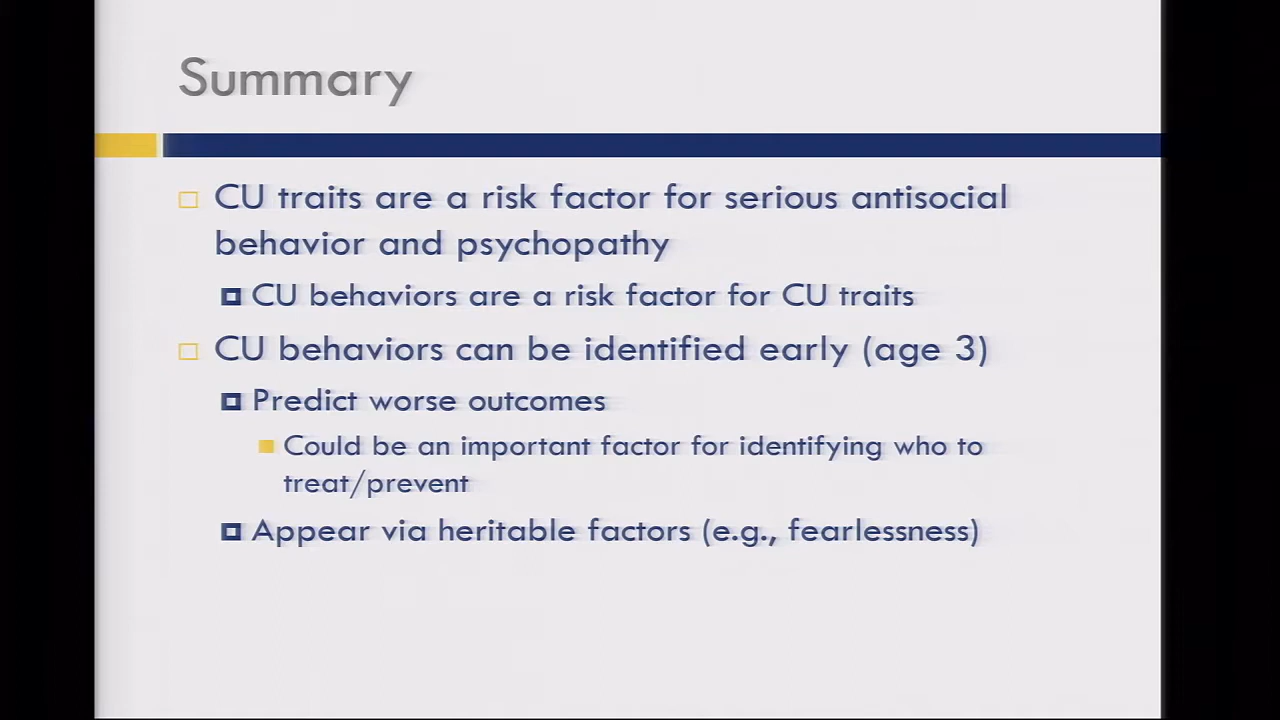 Summary
CU traits are a risk factor for serious antisocial
behavior and psychopathy
CU behaviors are a risk factor for CU traits
CU behaviors can be identified early (age 3)
Predict worse outcomes
Could be an important factor for identifying who to
treat/prevent
Appear via heritable factors (e.g., fearlessness)